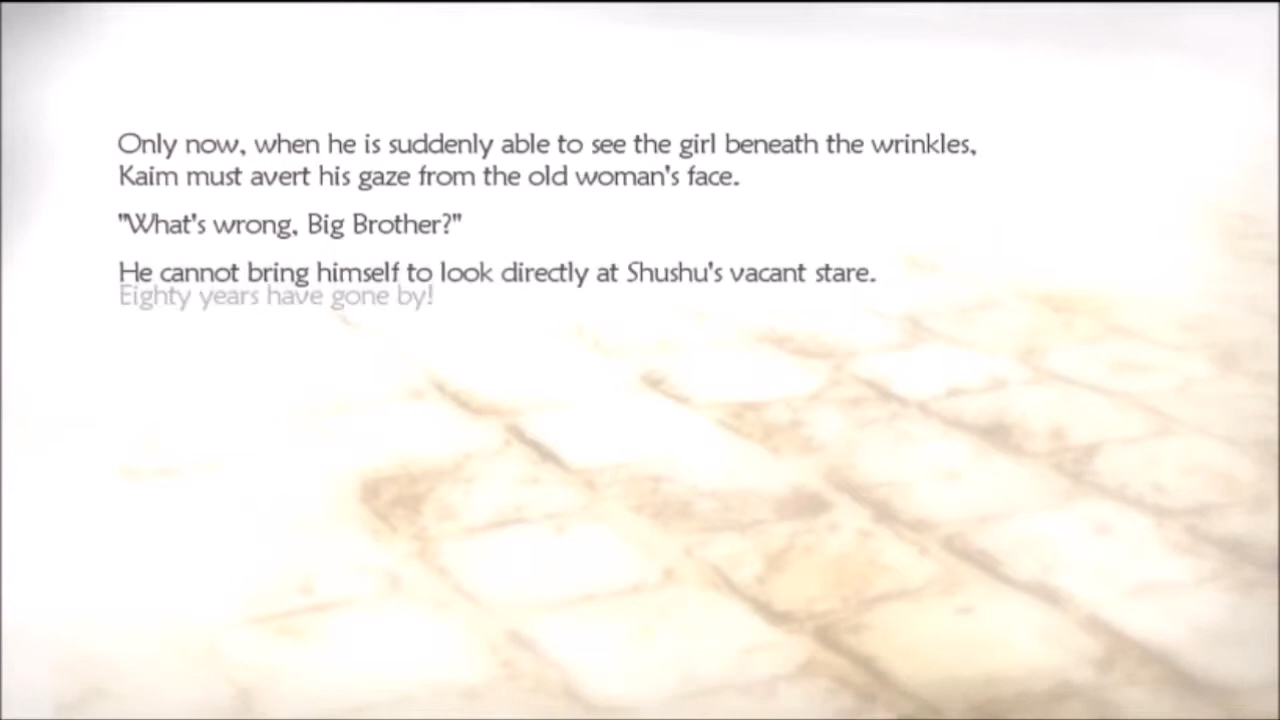 Only now, when he is suddenly able to see the girl beneath the wrinkles,
Kaim must avert his gaze from the old woman's face.
"What's wrong, Big Brother?"
He cannot bring himself to look directly at Shushu's vacant stare.
Eighty years have gone by!